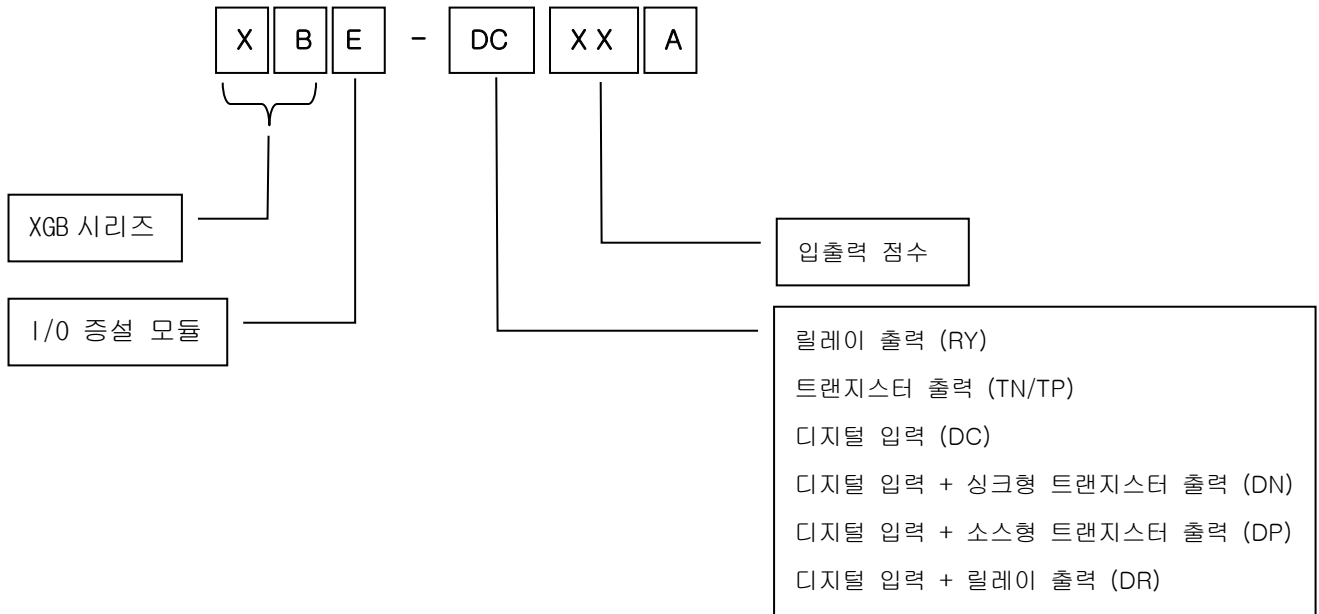 XBE - DC XX A
XGB 시리즈
입출력 점수
I/O 증설 모듈
릴레이 출력 (RY)
트랜지스터 출력 (TN/TP)
디지털 입력 (DC)
디지털 입력 + 싱크형 트랜지스터 출력 (DN)
디지털 입력 + 소스형 트랜지스터 출력 (DP)
디지털 입력 + 릴레이 출력 (DR)